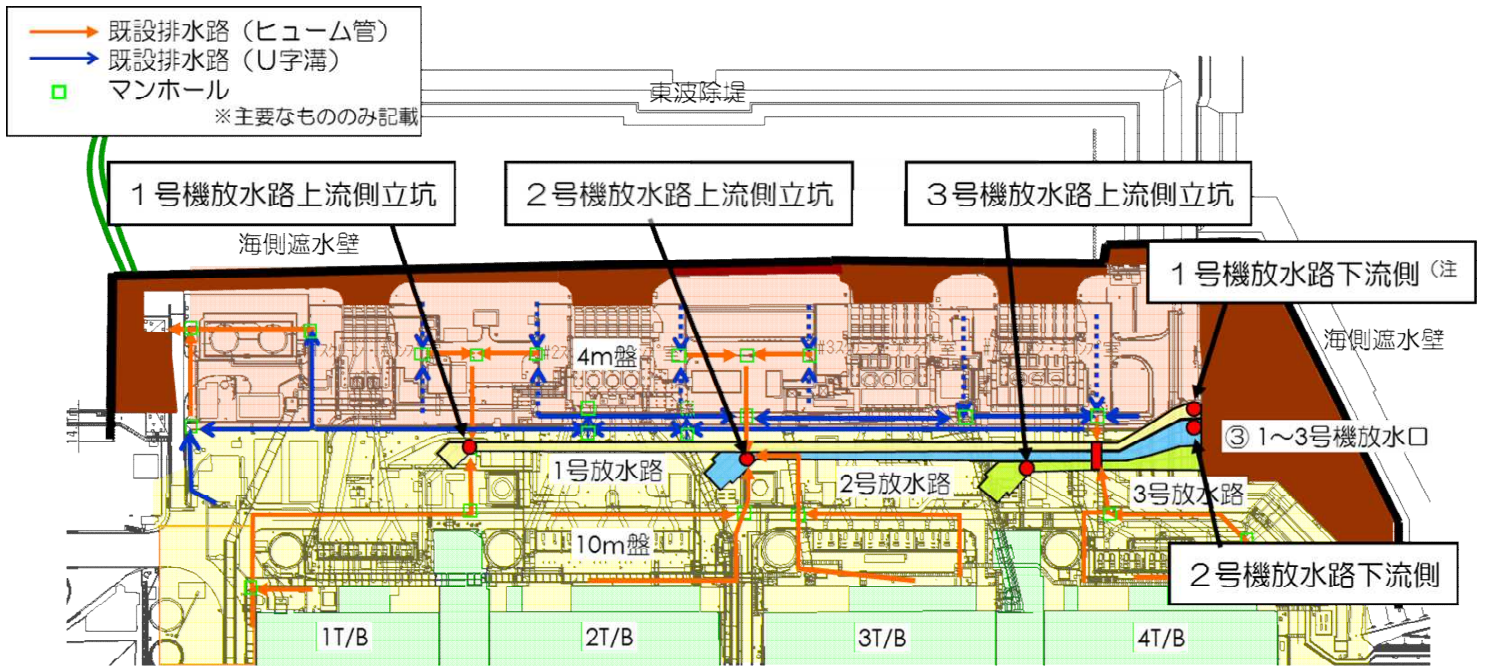 既設排水路（ヒューム管）
既設排水路（Ｕ字溝）
マンホール
※主要なもののみ記載
東波除堤
１号機放水路上流側立坑
２号機放水路上流側立坑
３号機放水路上流側立坑
海側遮水壁
１号機放水路下流側（注
海側遮水壁
4m盤
③ 1～3号機放水口
1号放水路
2号放水路
3号放水路
10m盤
２号機放水路下流側
1T/B
2T/B
3T/B
4T/B